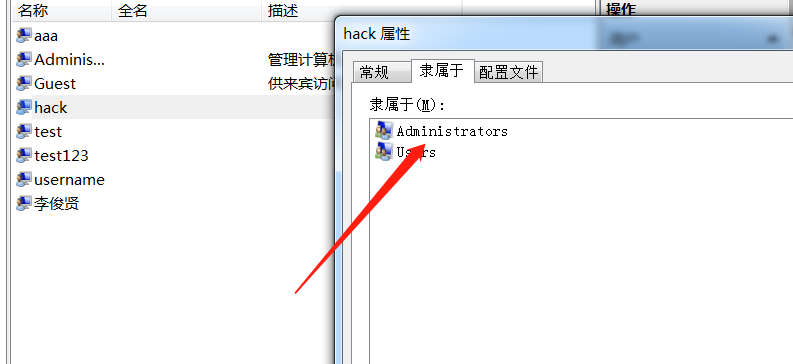 名称 全名 描述
aaa
Adminis... 管理计算机
Guest 供来宾访问
hack
test
test123
username
李俊贤
操作
hack 属性
常规 隶属于 配置文件
隶属于(M):
Administrators
Users